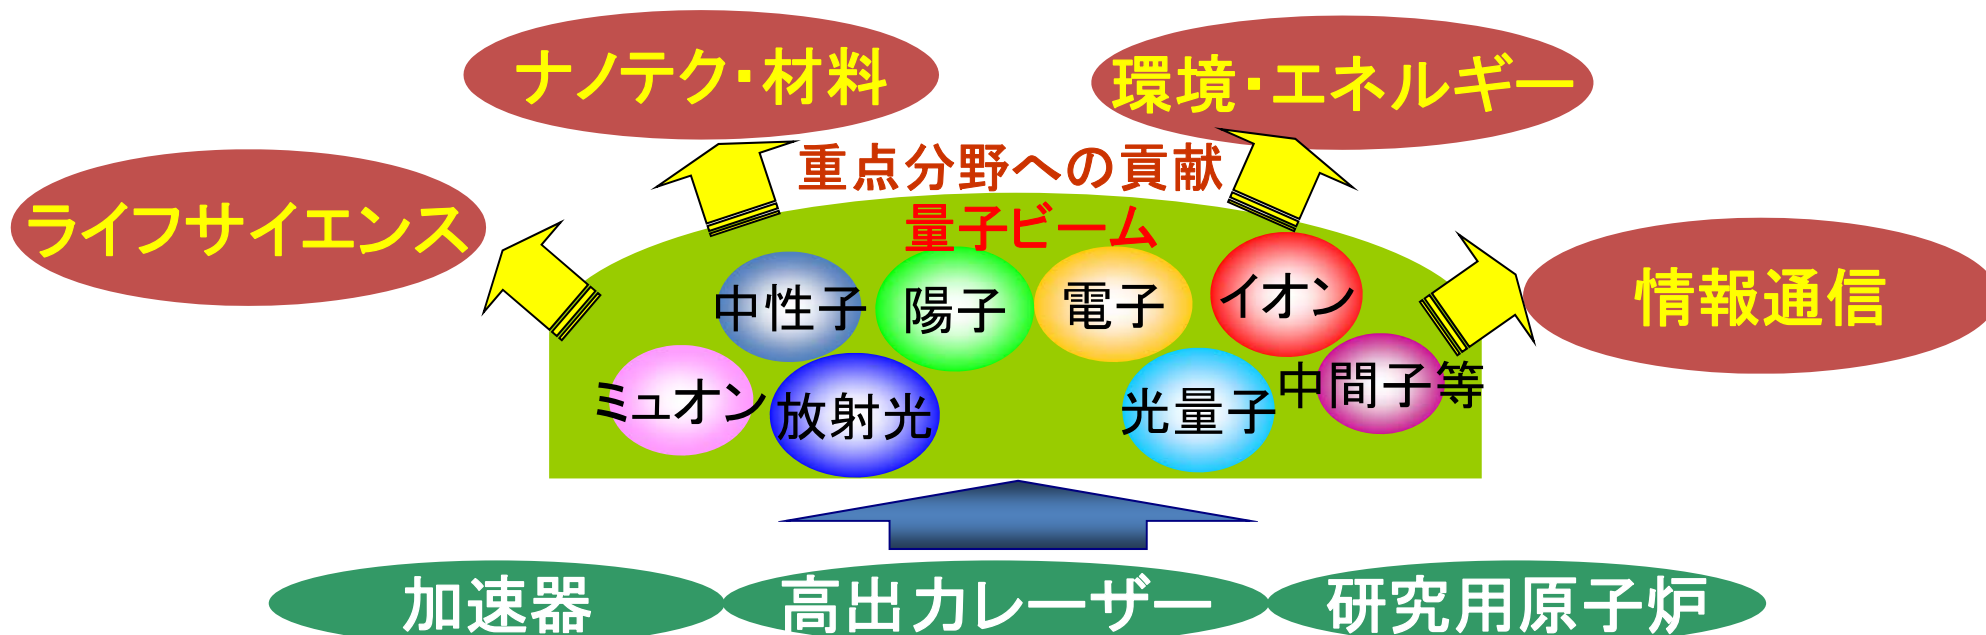 ナノテク・材料
環境・エネルギー
重点分野への貢献
ライフサイエンス
量子ビーム
情報通信
中性子
陽子
電子
イオン
ミュオン
放射光
光量子
中間子等
加速器
高出力レーザー
研究用原子炉